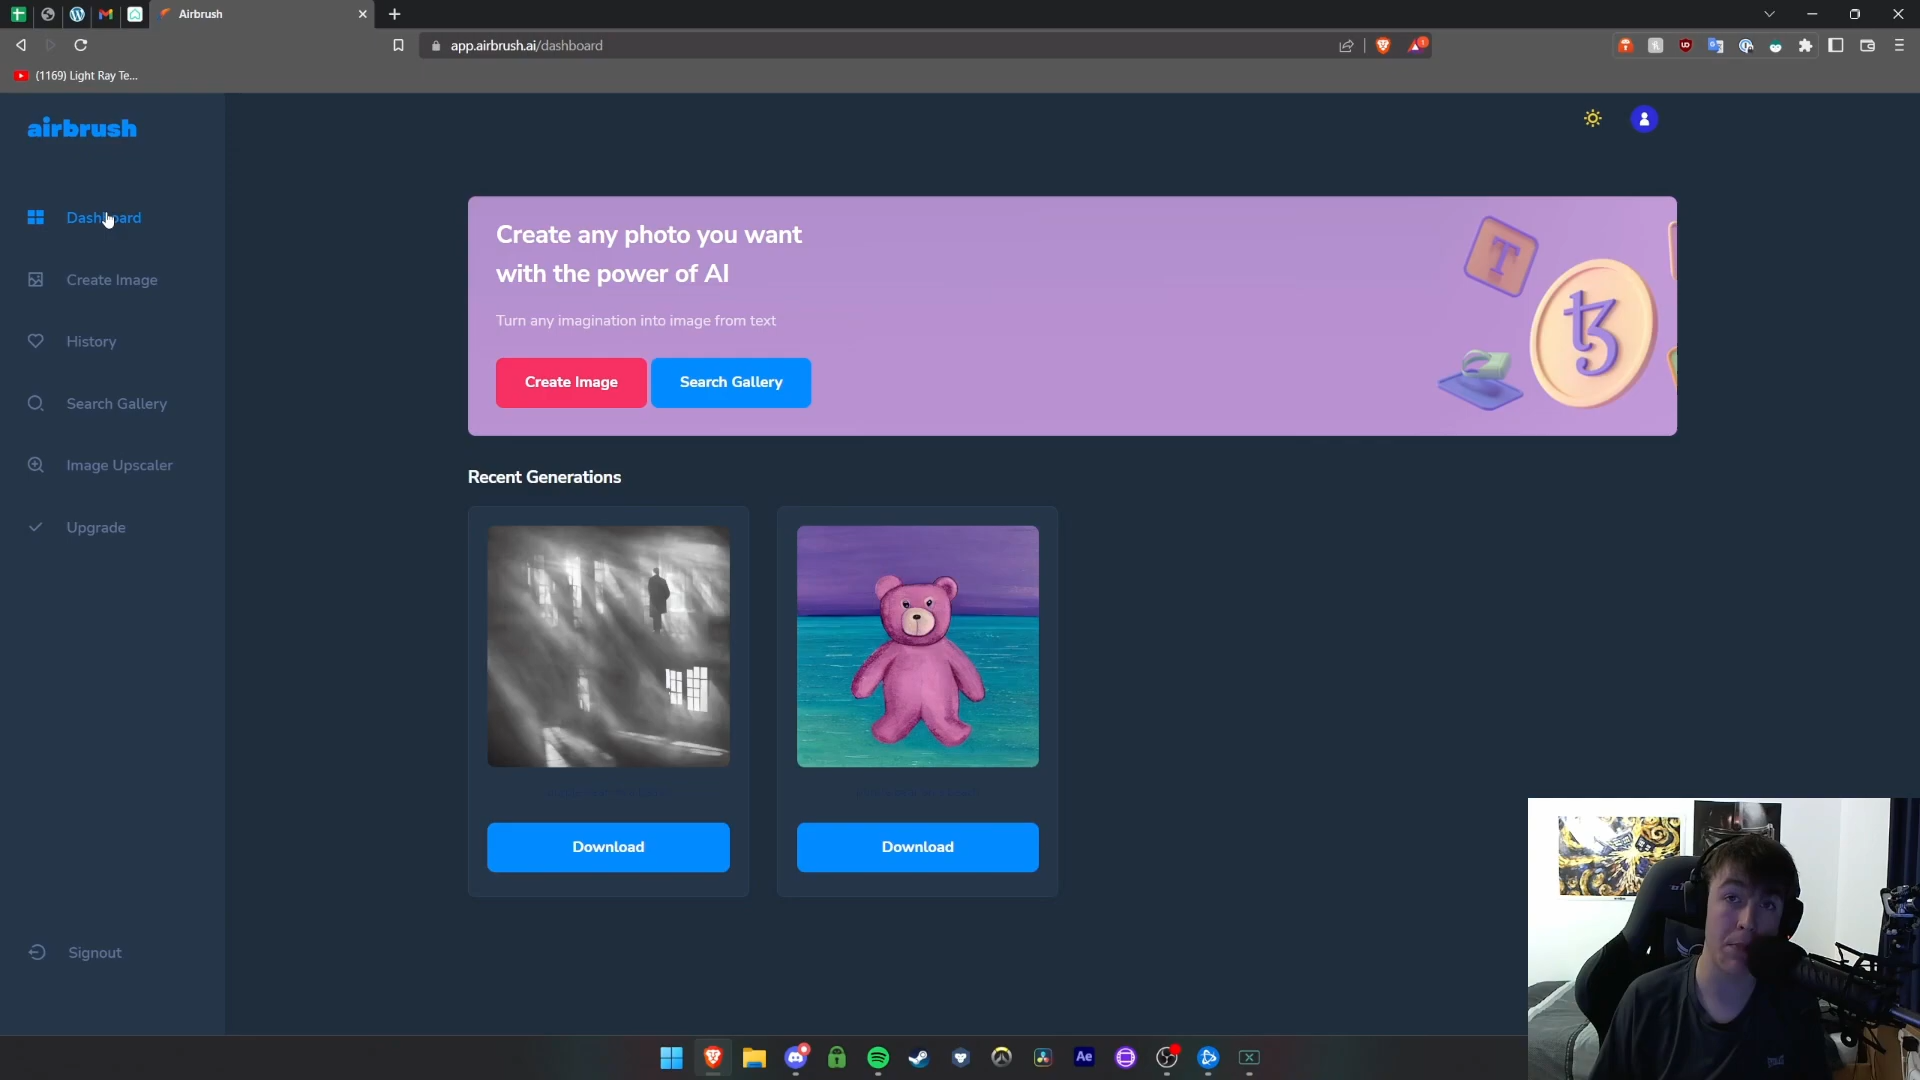 Airbrush
app.airbrush.ai/dashboard
(1169) Light Ray Te...
airbrush
Dashboard
Create Image
History
Search Gallery
Image Upscaler
Upgrade
Signout
Create any photo you want
with the power of AI
Turn any imagination into image from text
Create Image
Search Gallery
T
Recent Generations
Download
Download
Ae